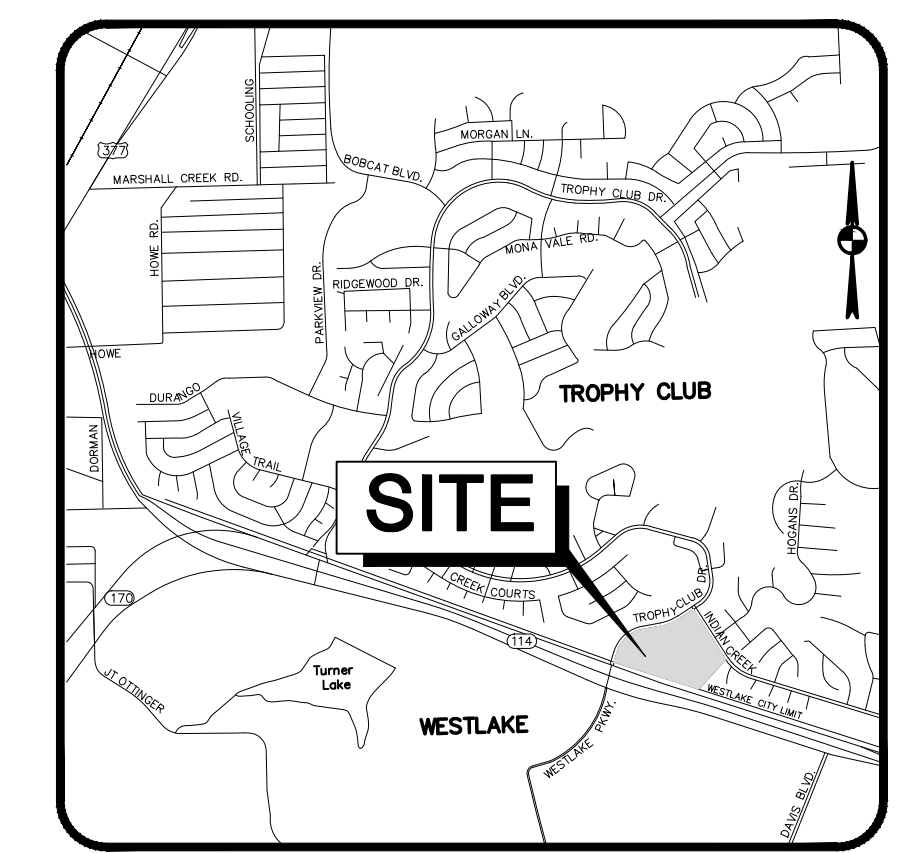 SCHOOLING
MORGAN LN.
377
BOBCAT BLVD.
MARSHALL CREEK RD.
TROPHY CLUB DR.
HOWE RD.
MONA VALE RD.
PARKVIEW DR.
RIDGEWOOD DR.
GALLOWAY BLVD.
HOWE
TROPHY CLUB
DURANGO
VILLAGE TRAIL
DORMAN
SITE
HOGANS DR.
CREEK COURTS
170
TROPHY CLUB DR.
INDIAN CREEK
114
Turner
Lake
JT OTTINGER
WESTLAKE CITY LIMIT
WESTLAKE
WESTLAKE PKWY.
DAVIS BLVD.